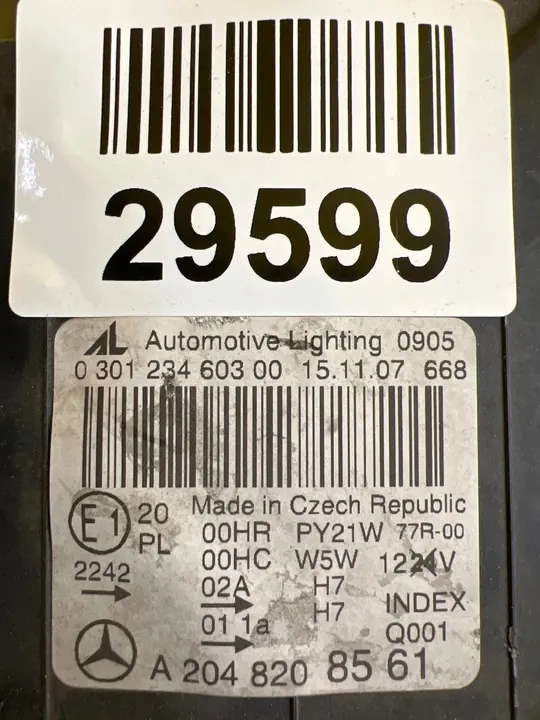 29599
AL Automotive Lighting 0905
0 301 234 603 00 15.11.07 668
Made in Czech Republic
E1 20 00HR PY21W 77R-00
PL 00HC W5W 1224V
2242 02A H7
01 1a H7 INDEX
Q001
A 204 820 85 61